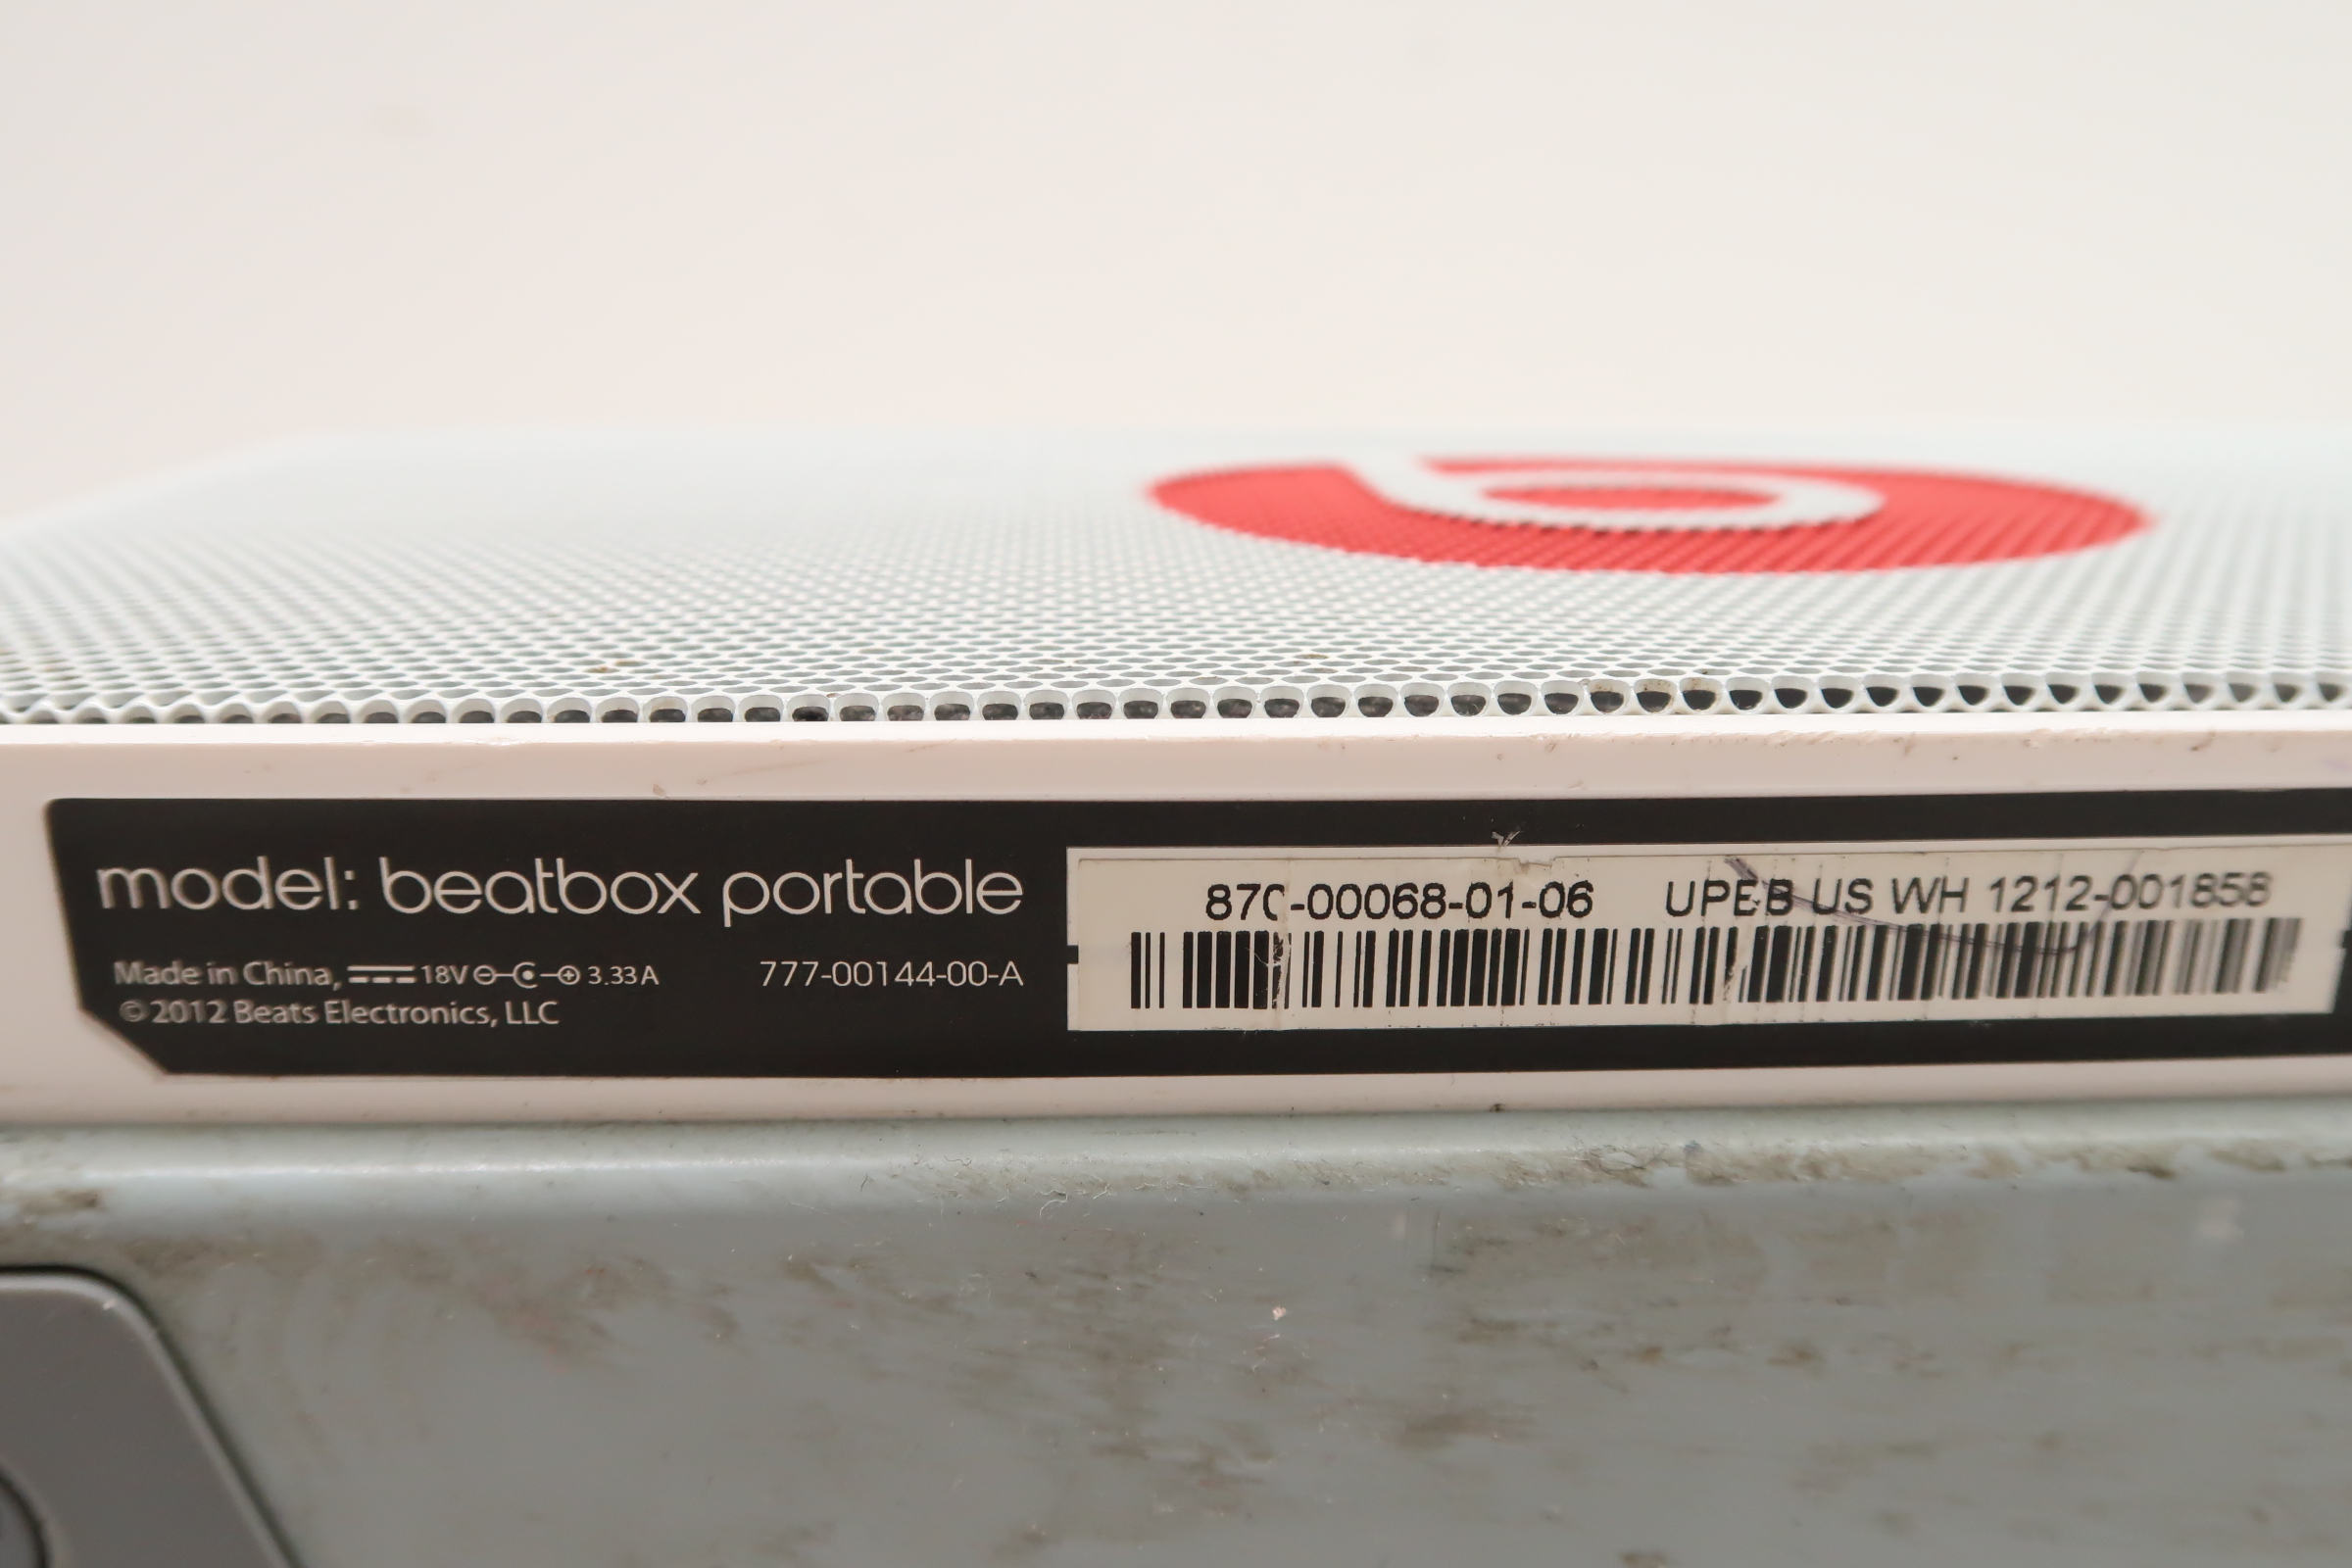 b
model: beatbox portable
Made in China, 18V 3.33A 777-00144-00-A
©2012 Beats Electronics, LLC
870-00068-01-06 UPEB US WH 1212-001858